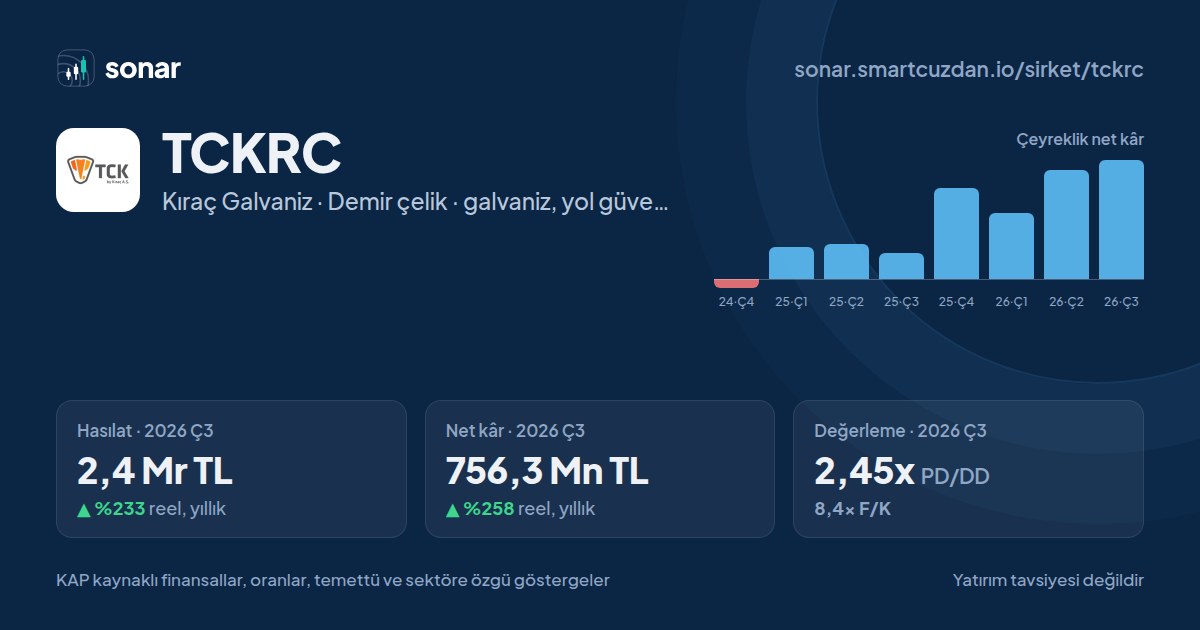 sonar
sonar.smartcuzdan.io/sirket/tckrc
TCK
TCKRC
Kıraç Galvaniz · Demir çelik · galvaniz, yol güve...
Çeyreklik net kâr
24·Ç4 25·Ç1 25·Ç2 25·Ç3 25·Ç4 26·Ç1 26·Ç2 26·Ç3
Hasılat · 2026 Ç3
2,4 Mr TL
▲ %233 reel, yıllık
Net kâr · 2026 Ç3
756,3 Mn TL
▲ %258 reel, yıllık
Değerleme · 2026 Ç3
2,45x PD/DD
8,4× F/K
KAP kaynaklı finansallar, oranlar, temettü ve sektöre özgü göstergeler
Yatırım tavsiyesi değildir